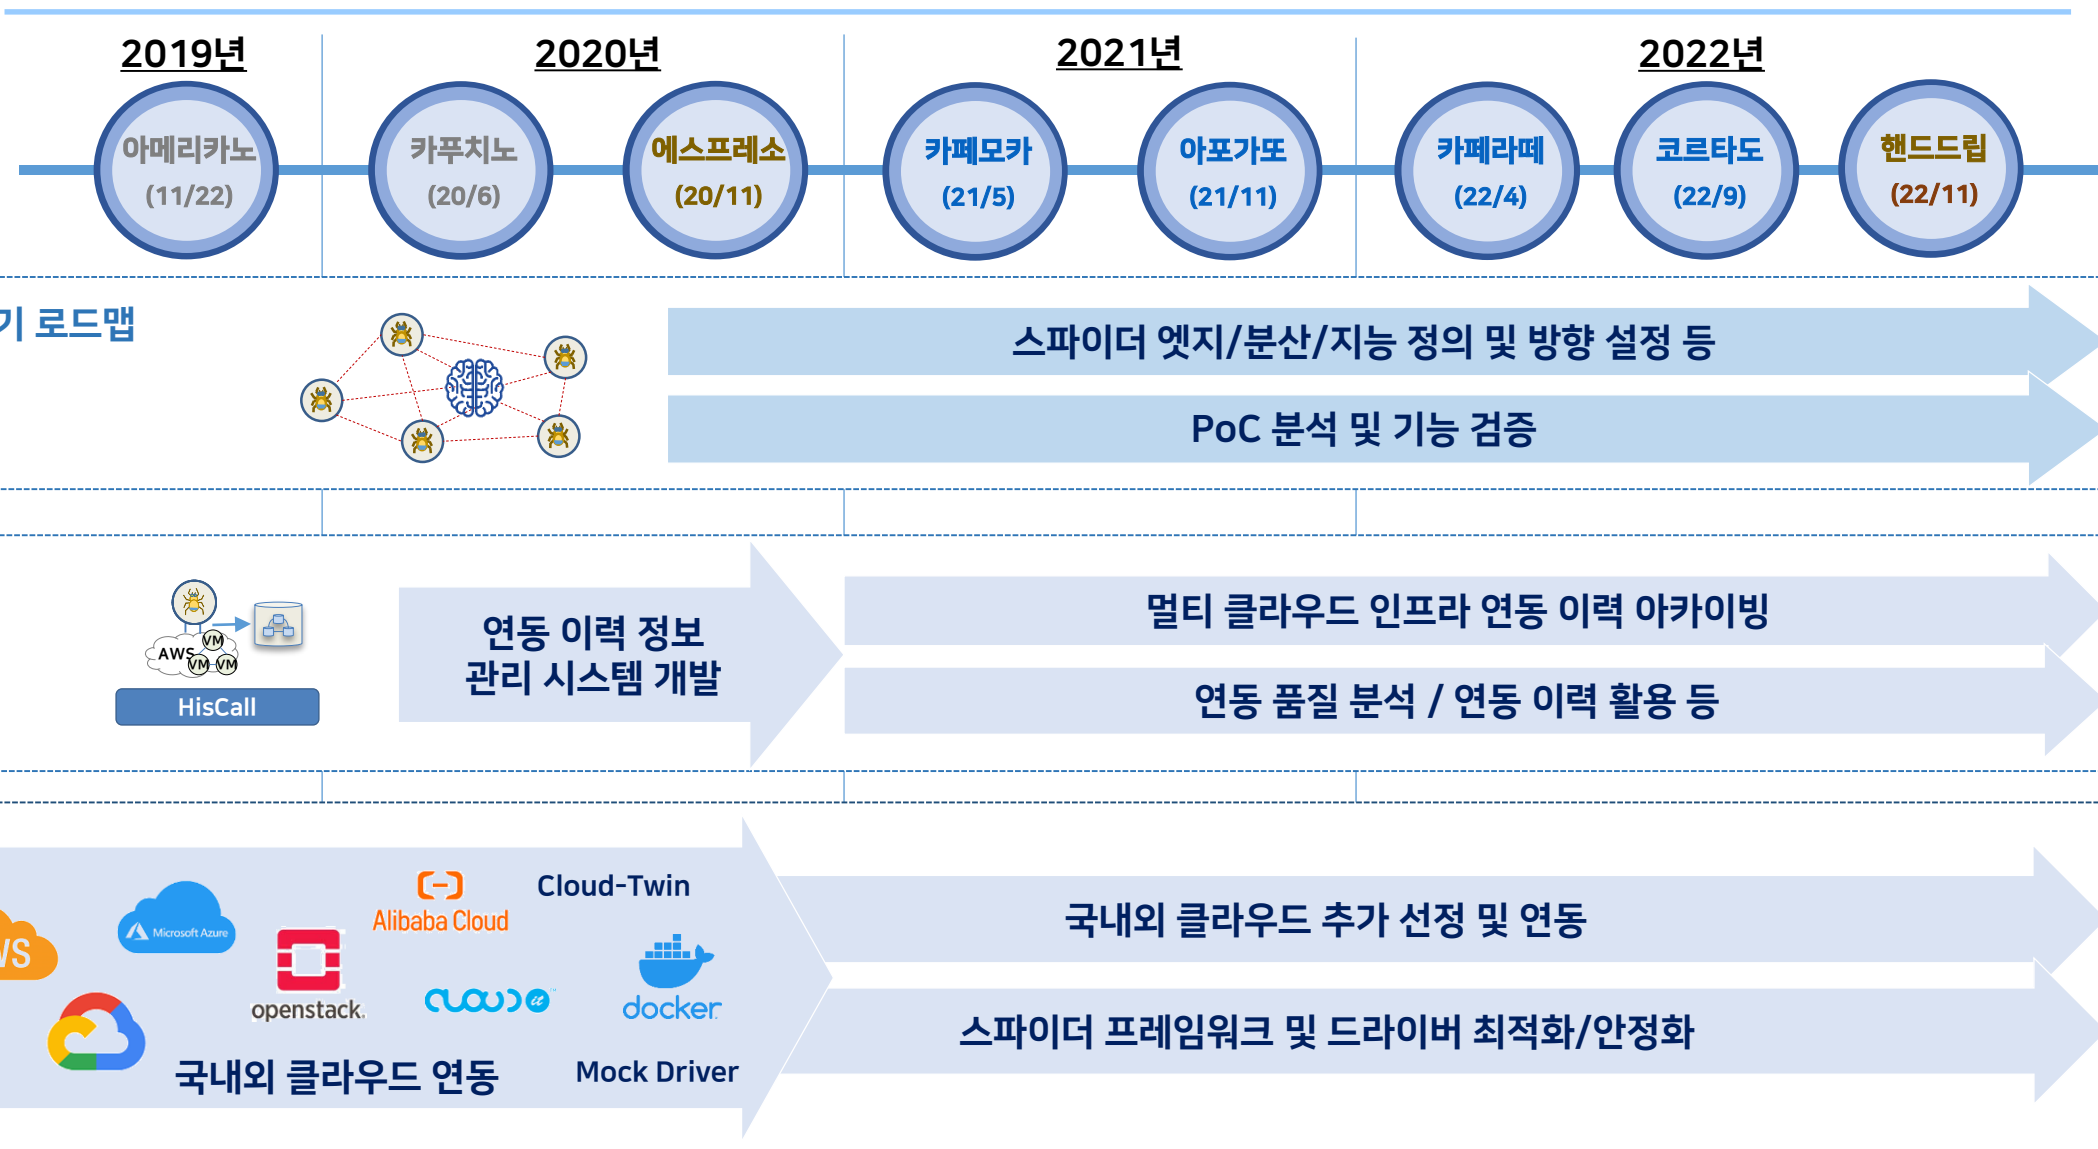 2019년 2020년 2021년 2022년
아메리카노 카푸치노 에스프레소 카페모카 아포가또 카페라떼 코르타도 핸드드립
(11/22) (20/6) (20/11) (21/5) (21/11) (22/4) (22/9) (22/11)
기 로드맵
스파이더 엣지/분산/지능 정의 및 방향 설정 등
PoC 분석 및 기능 검증
VM
AWS
VM VM
HisCall
연동 이력 정보
관리 시스템 개발
멀티 클라우드 인프라 연동 이력 아카이빙
연동 품질 분석 / 연동 이력 활용 등
WS
Microsoft Azure
openstack.
Alibaba Cloud
cloud it
Cloud-Twin
docker
Mock Driver
국내외 클라우드 연동
국내외 클라우드 추가 선정 및 연동
스파이더 프레임워크 및 드라이버 최적화/안정화